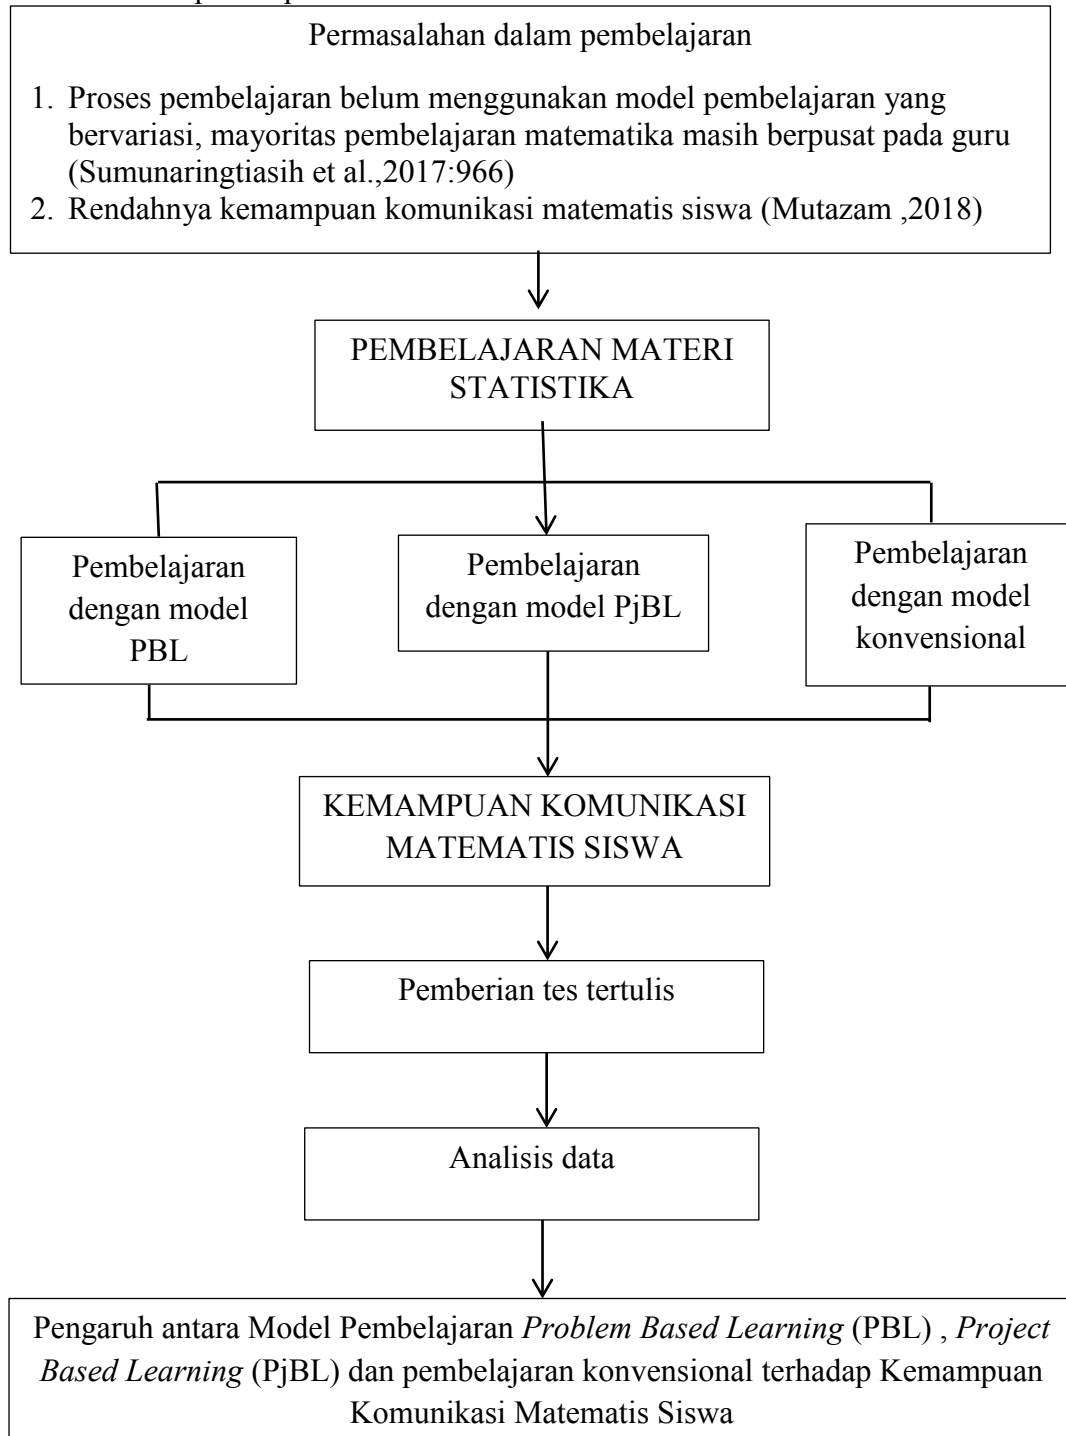 Permasalahan dalam pembelajaran
1. Proses pembelajaran belum menggunakan model pembelajaran yang
bervariasi, mayoritas pembelajaran matematika masih berpusat pada guru
(Sumunaringtiasih et al.,2017:966)
2. Rendahnya kemampuan komunikasi matematis siswa (Mutazam ,2018)
PEMBELAJARAN MATERI
STATISTIKA
Pembelajaran
dengan model
PBL
Pembelajaran
dengan model PjBL
Pembelajaran
dengan model
konvensional
KEMAMPUAN KOMUNIKASI
MATEMATIS SISWA
Pemberian tes tertulis
Analisis data
Pengaruh antara Model Pembelajaran Problem Based Learning (PBL) , Project
Based Learning (PjBL) dan pembelajaran konvensional terhadap Kemampuan
Komunikasi Matematis Siswa